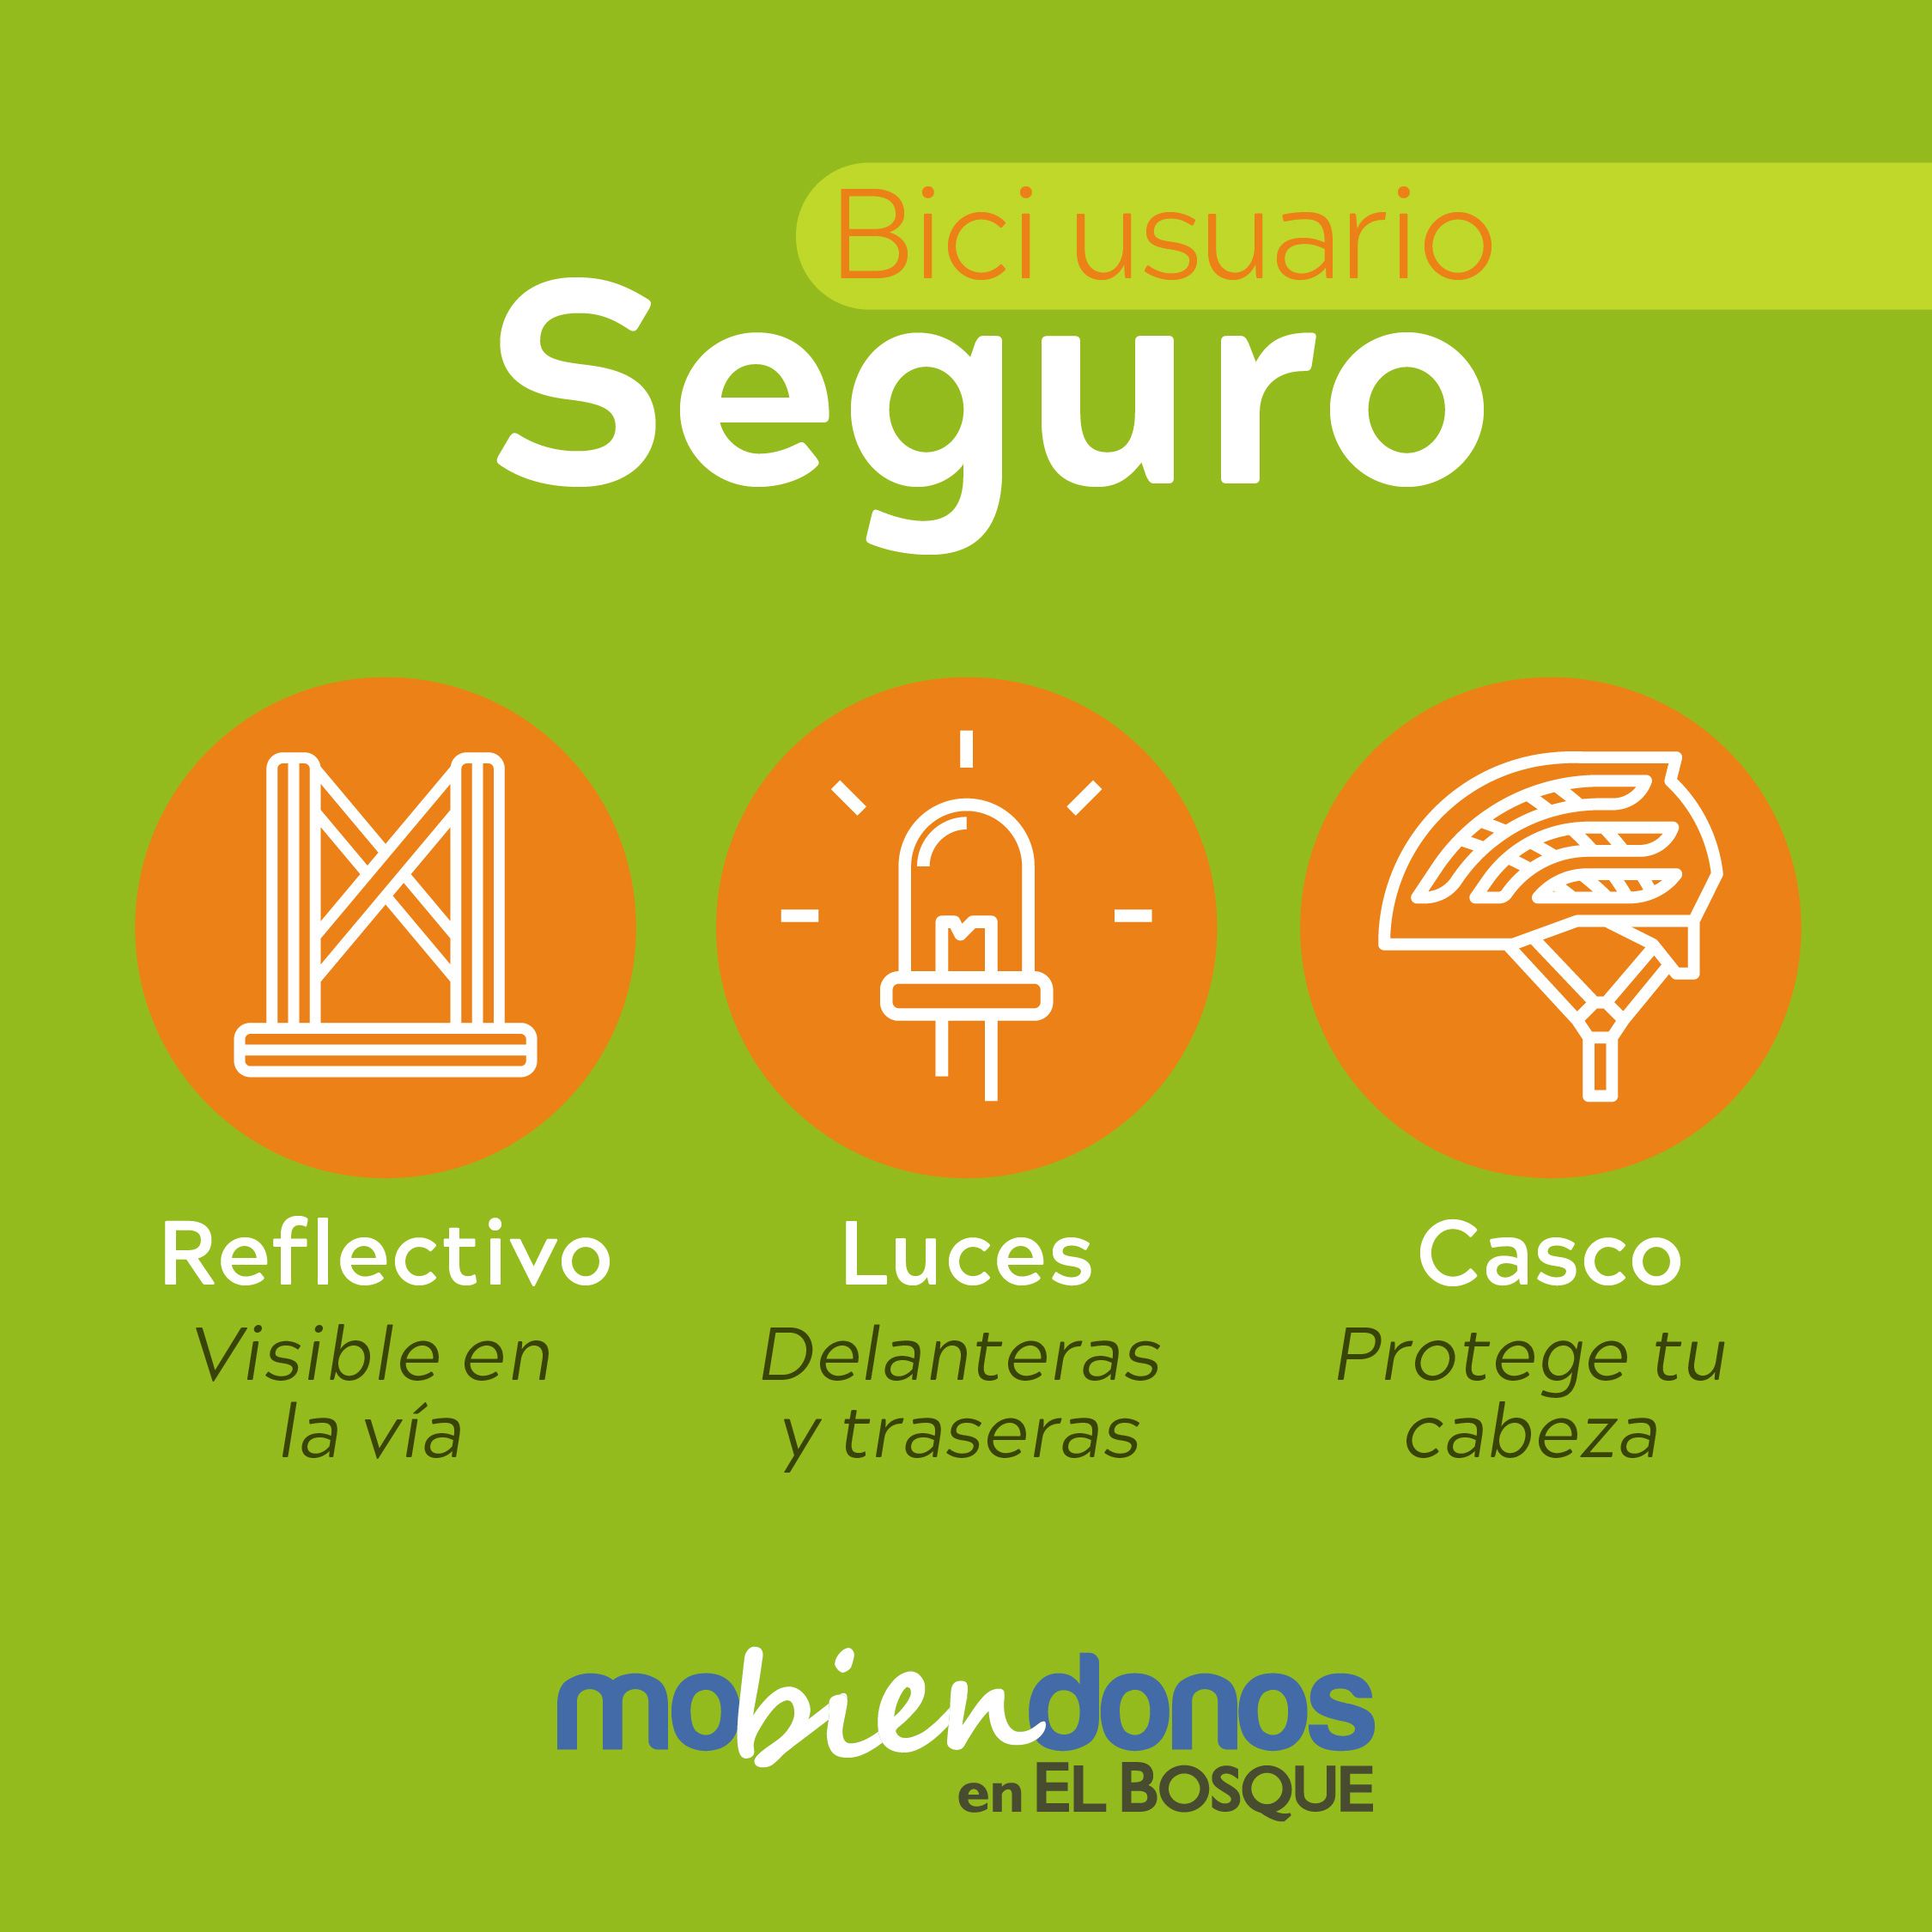 Bici usuario
Seguro
Reflectivo
Visible en
la vía
Luces
Delanteras
y traseras
Casco
Protege tu
cabeza
mobiendonos
en EL BOSQUE